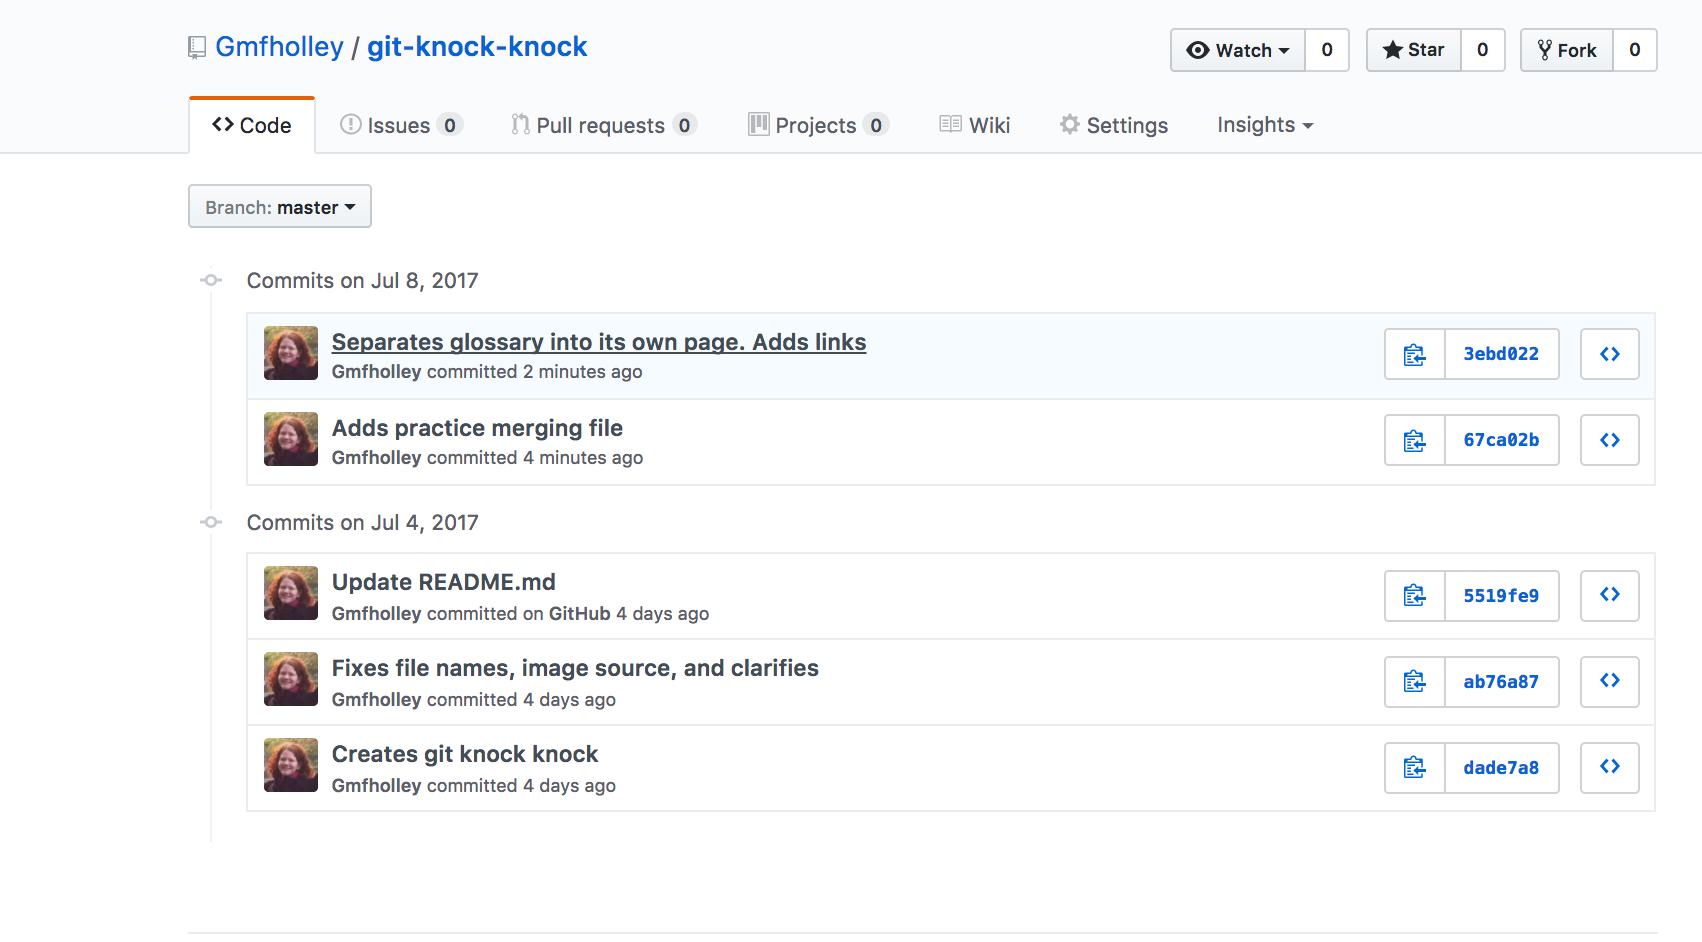 Gmfholley / git-knock-knock
Watch 0 Star 0 Fork 0
Code Issues 0 Pull requests 0 Projects 0 Wiki Settings Insights
Branch: master
Commits on Jul 8, 2017
Separates glossary into its own page. Adds links
Gmfholley committed 2 minutes ago
3ebd022
Adds practice merging file
Gmfholley committed 4 minutes ago
67ca02b
Commits on Jul 4, 2017
Update README.md
Gmfholley committed on GitHub 4 days ago
5519fe9
Fixes file names, image source, and clarifies
Gmfholley committed 4 days ago
ab76a87
Creates git knock knock
Gmfholley committed 4 days ago
dade7a8